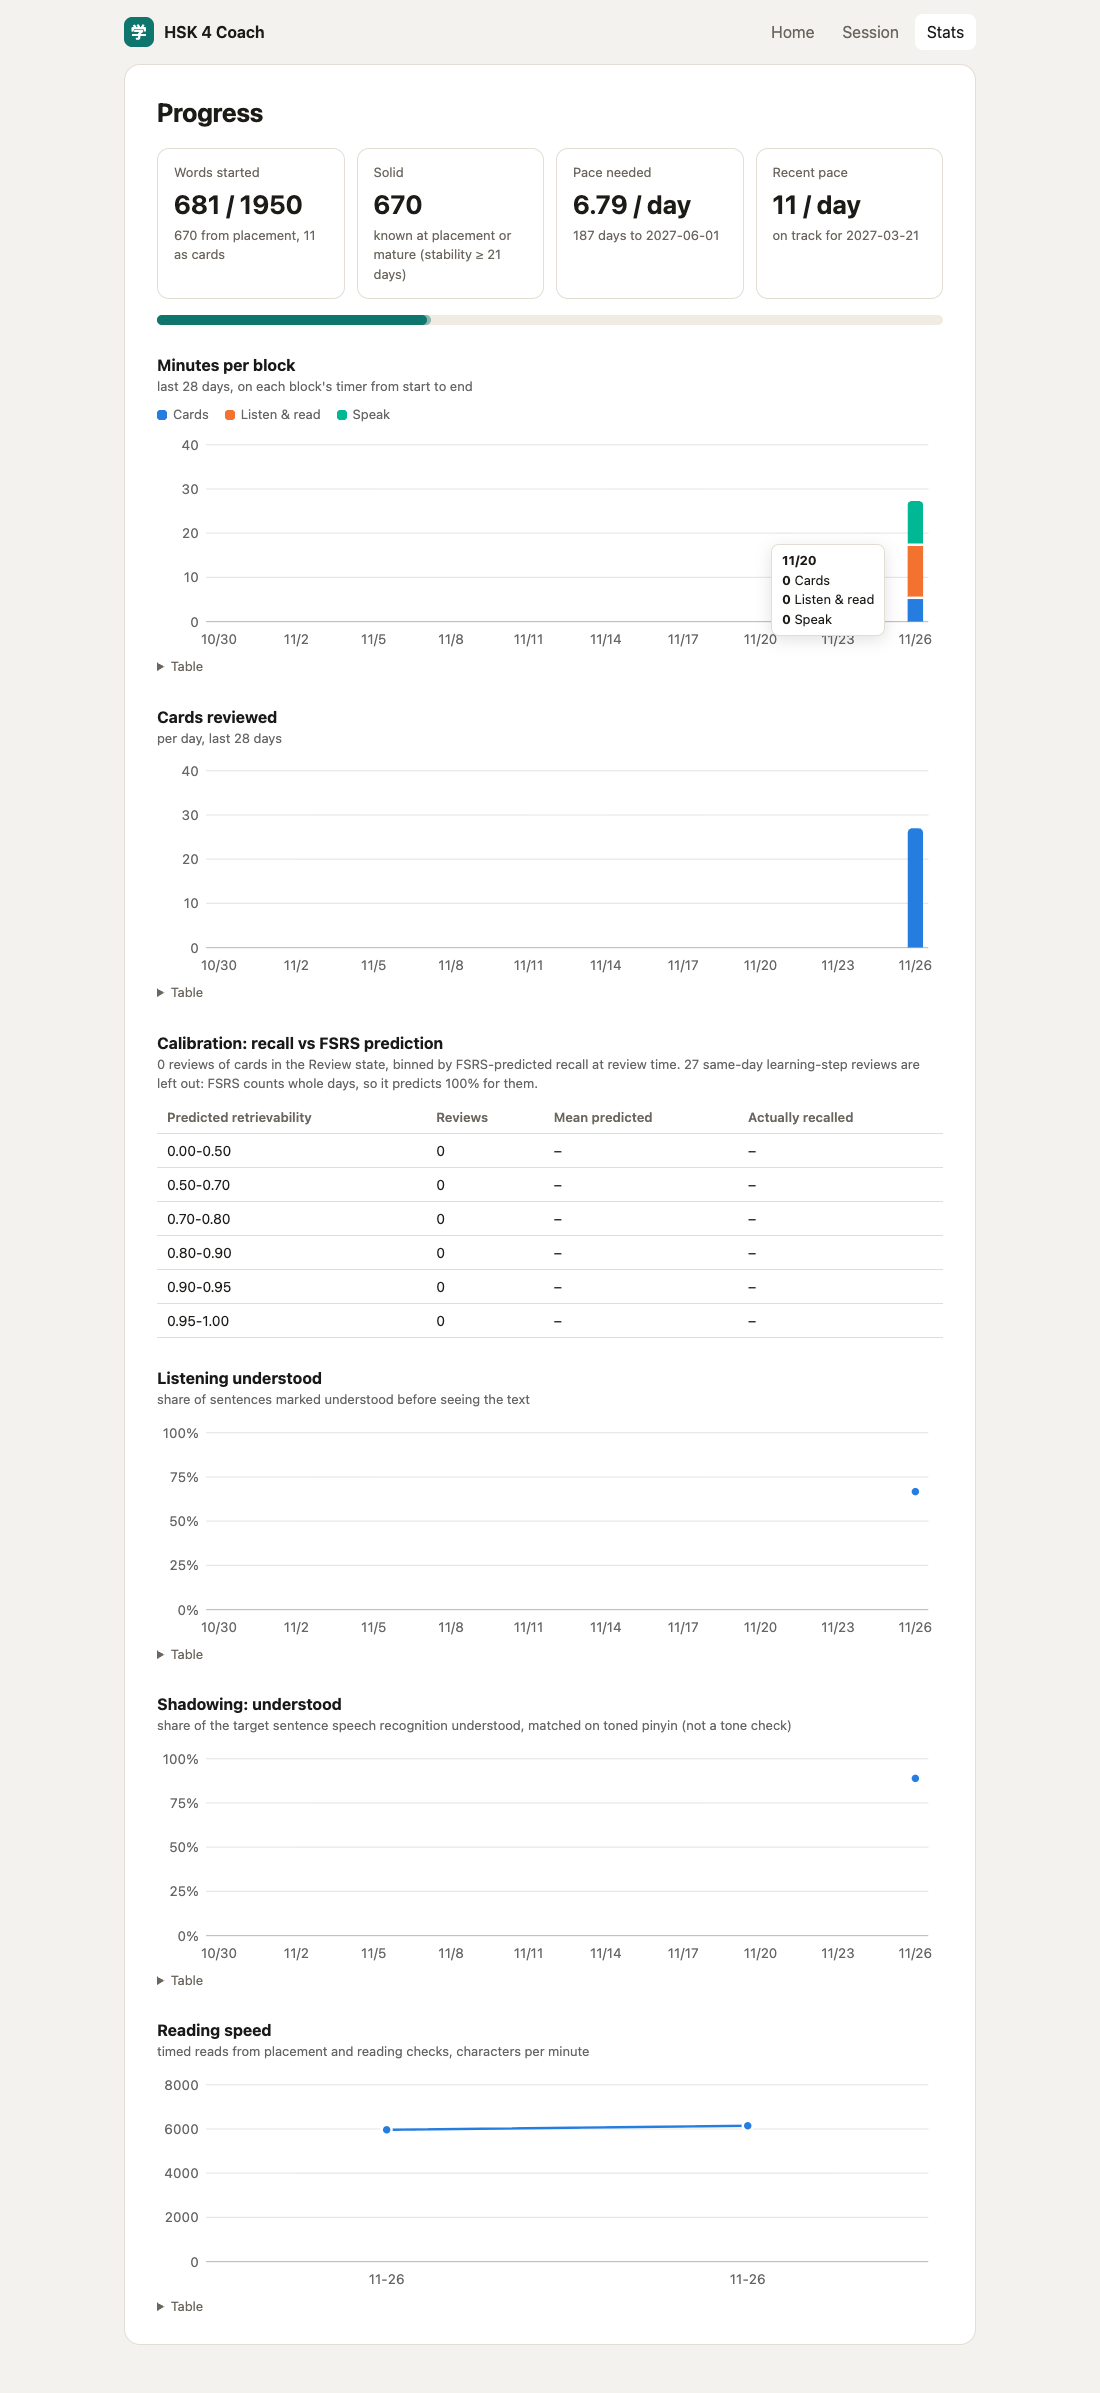 学 HSK 4 Coach Home Session Stats
Progress
Words started
681 / 1950
670 from placement, 11
as cards
Solid
670
known at placement or
mature (stability ≥ 21
days)
Pace needed
6.79 / day
187 days to 2027-06-01
Recent pace
11 / day
on track for 2027-03-21
Minutes per block
last 28 days, on each block's timer from start to end
Cards Listen & read Speak
40
30
20
10
0
11/20
0 Cards
0 Listen & read
0 Speak
10/30 11/2 11/5 11/8 11/11 11/14 11/17 11/20 11/23 11/26
Table
Cards reviewed
per day, last 28 days
40
30
20
10
0
10/30 11/2 11/5 11/8 11/11 11/14 11/17 11/20 11/23 11/26
Table
Calibration: recall vs FSRS prediction
0 reviews of cards in the Review state, binned by FSRS-predicted recall at review time. 27 same-day learning-step reviews are
left out: FSRS counts whole days, so it predicts 100% for them.
Predicted retrievability Reviews Mean predicted Actually recalled
0.00-0.50 0 – –
0.50-0.70 0 – –
0.70-0.80 0 – –
0.80-0.90 0 – –
0.90-0.95 0 – –
0.95-1.00 0 – –
Listening understood
share of sentences marked understood before seeing the text
100%
75%
50%
25%
0%
10/30 11/2 11/5 11/8 11/11 11/14 11/17 11/20 11/23 11/26
Table
Shadowing: understood
share of the target sentence speech recognition understood, matched on toned pinyin (not a tone check)
100%
75%
50%
25%
0%
10/30 11/2 11/5 11/8 11/11 11/14 11/17 11/20 11/23 11/26
Table
Reading speed
timed reads from placement and reading checks, characters per minute
8000
6000
4000
2000
0
11-26 11-26
Table